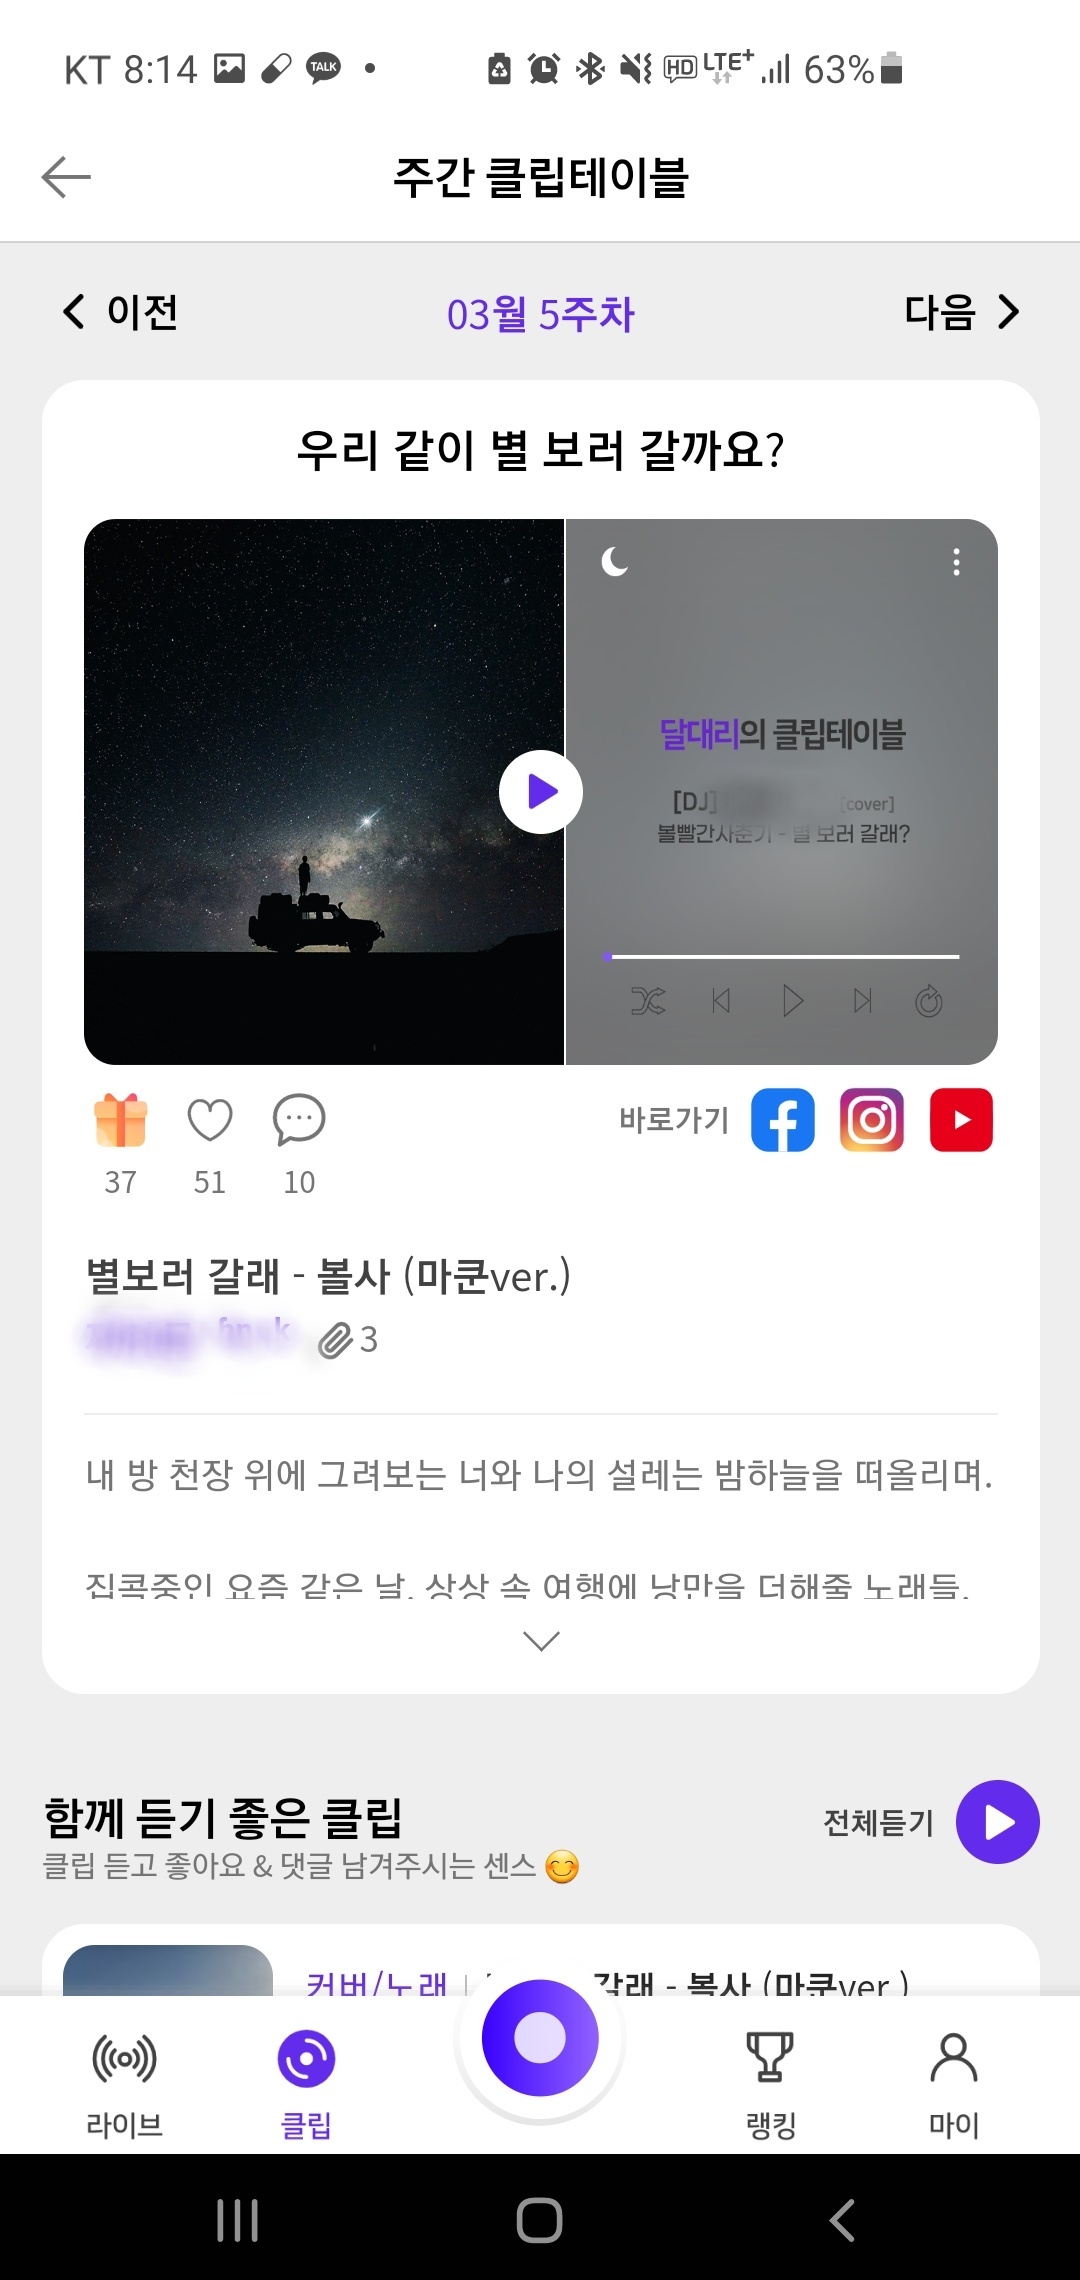 KT 8:14 TALK HD LTE+ 63%
주간 클립테이블
이전 03월 5주차 다음
우리 같이 별 보러 갈까요?
달대리의 클립테이블
[DJ] [cover]
볼빨간사춘기 - 별 보러 갈래?
바로가기
37 51 10
별보러 갈래 - 볼사 (마쿤ver.)
3
내 방 천장 위에 그려보는 너와 나의 설레는 밤하늘을 떠올리며.
집콕중인 요즘 같은 날, 상상 속 여행에 낭만을 더해줄 노래들.
함께 듣기 좋은 클립 전체듣기
클립 듣고 좋아요 & 댓글 남겨주시는 센스 😊
커버/노래 갈래 - 볼사 (마쿤ver.)
라이브 클립 랭킹 마이